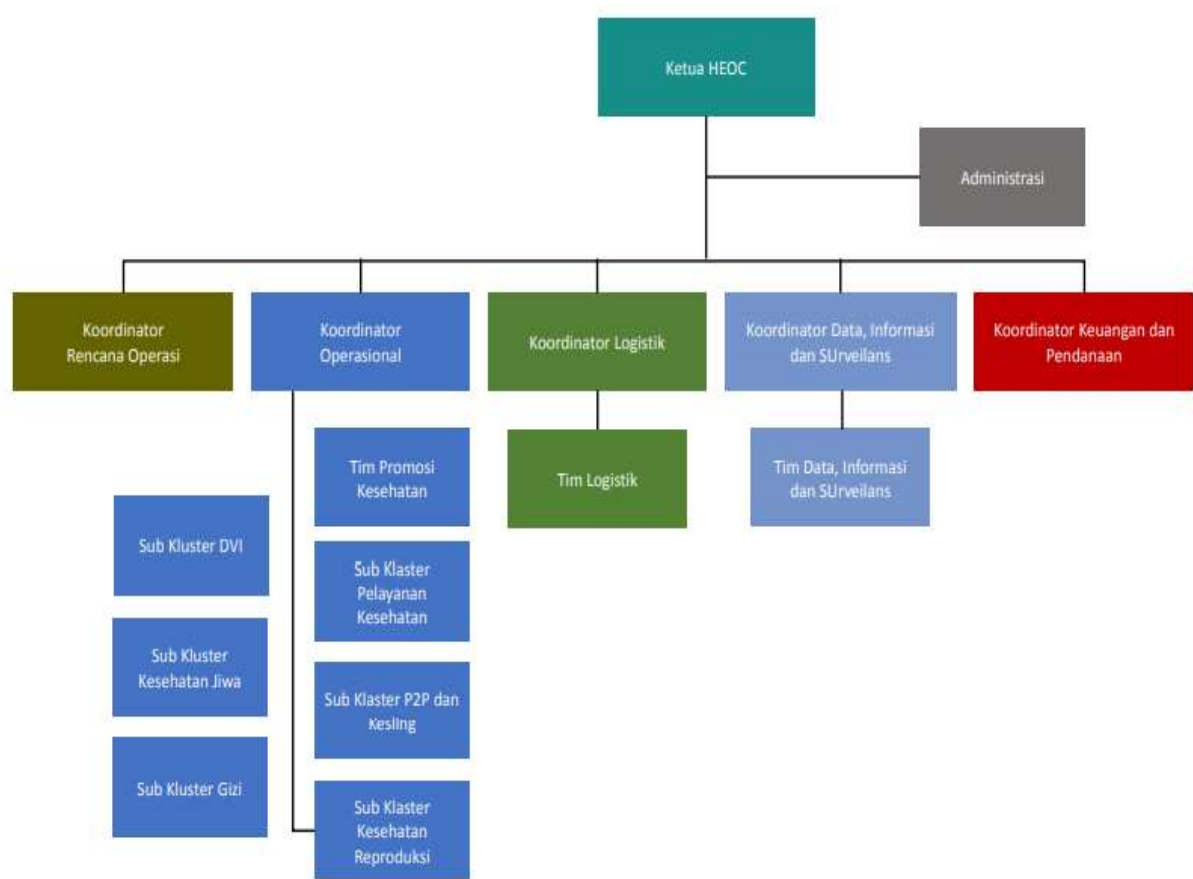 Ketua HEOC
Administrasi
Koordinator
Rencana Operasi
Koordinator
Operasional
Koordinator Logistik
Koordinator Data, Informasi
dan SUrveilans
Koordinator Keuangan dan
Pendanaan
Tim Promosi
Kesehatan
Tim Logistik
Tim Data, Informasi
dan SUrveilans
Sub Kluster DVI
Sub Klaster
Pelayanan
Kesehatan
Sub Kluster
Kesehatan Jiwa
Sub Klaster P2P dan
Kesling
Sub Kluster Gizi
Sub Klaster
Kesehatan
Reproduksi